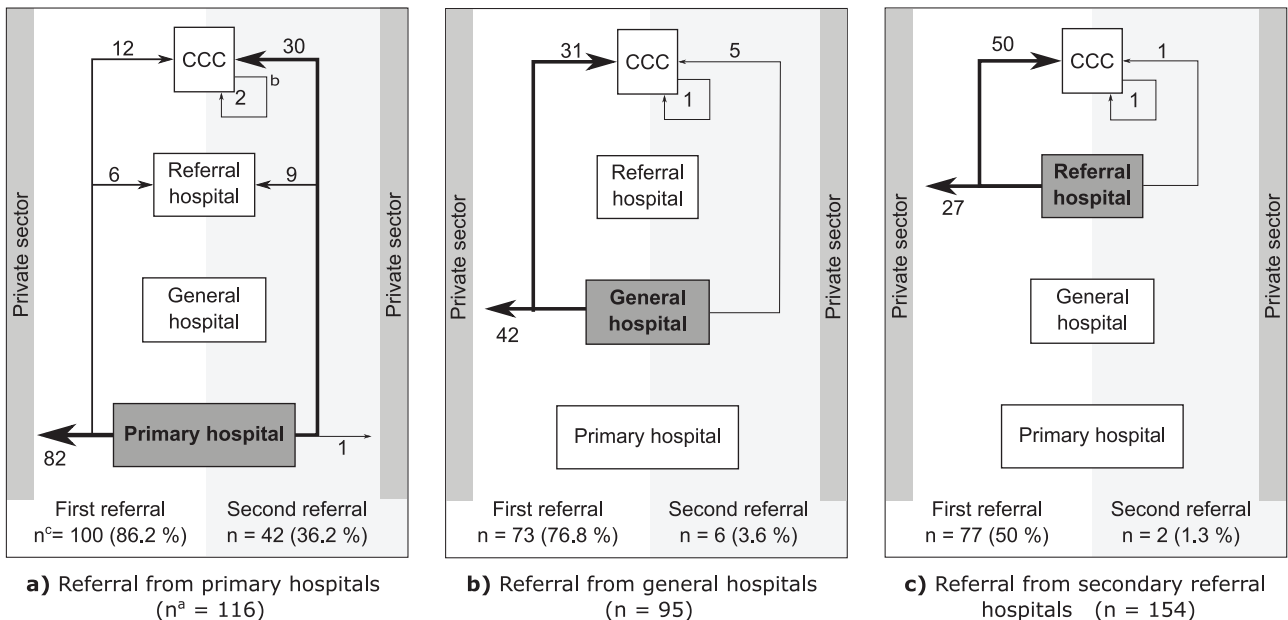 12
30
CCC
b
2
6
Referral
hospital
9
General
hospital
Primary hospital
82
1
Private sector
Private sector
First referral
nᶜ= 100 (86.2 %)
Second referral
n = 42 (36.2 %)
a) Referral from primary hospitals
(nᵃ = 116)
31
5
CCC
1
Referral
hospital
General
hospital
42
Primary hospital
Private sector
Private sector
First referral
n = 73 (76.8 %)
Second referral
n = 6 (3.6 %)
b) Referral from general hospitals
(n = 95)
50
1
CCC
1
Referral
hospital
27
General
hospital
Primary hospital
Private sector
Private sector
First referral
n = 77 (50 %)
Second referral
n = 2 (1.3 %)
c) Referral from secondary referral
hospitals (n = 154)